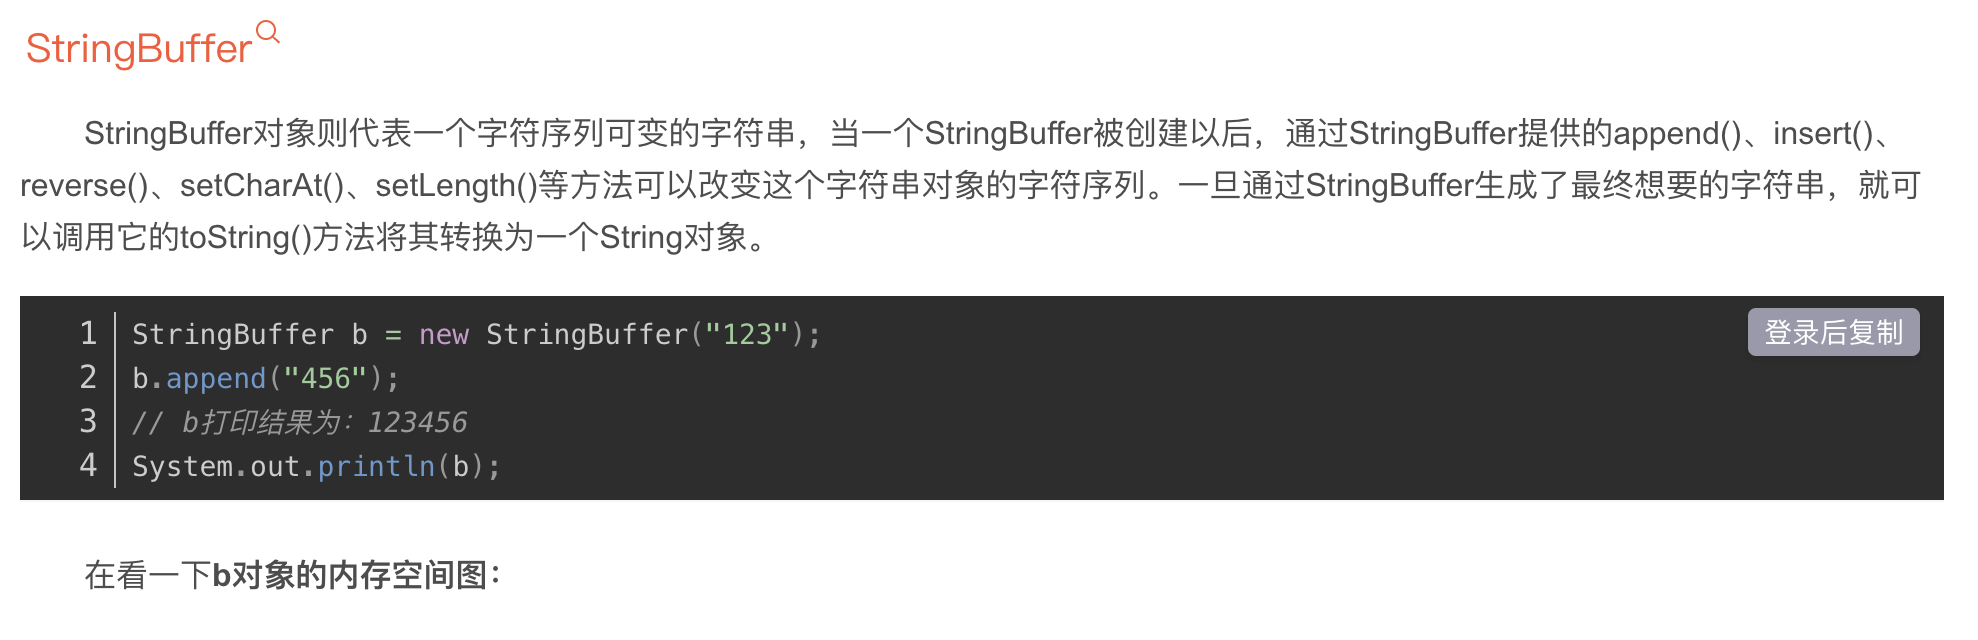 StringBuffer
StringBuffer对象则代表一个字符序列可变的字符串，当一个StringBuffer被创建以后，通过StringBuffer提供的append()、insert()、
reverse()、setCharAt()、setLength()等方法可以改变这个字符串对象的字符序列。一旦通过StringBuffer生成了最终想要的字符串，就可
以调用它的toString()方法将其转换为一个String对象。
登录后复制
1 StringBuffer b = new StringBuffer("123");
2 b.append("456");
3 // b打印结果为：123456
4 System.out.println(b);
在看一下b对象的内存空间图：